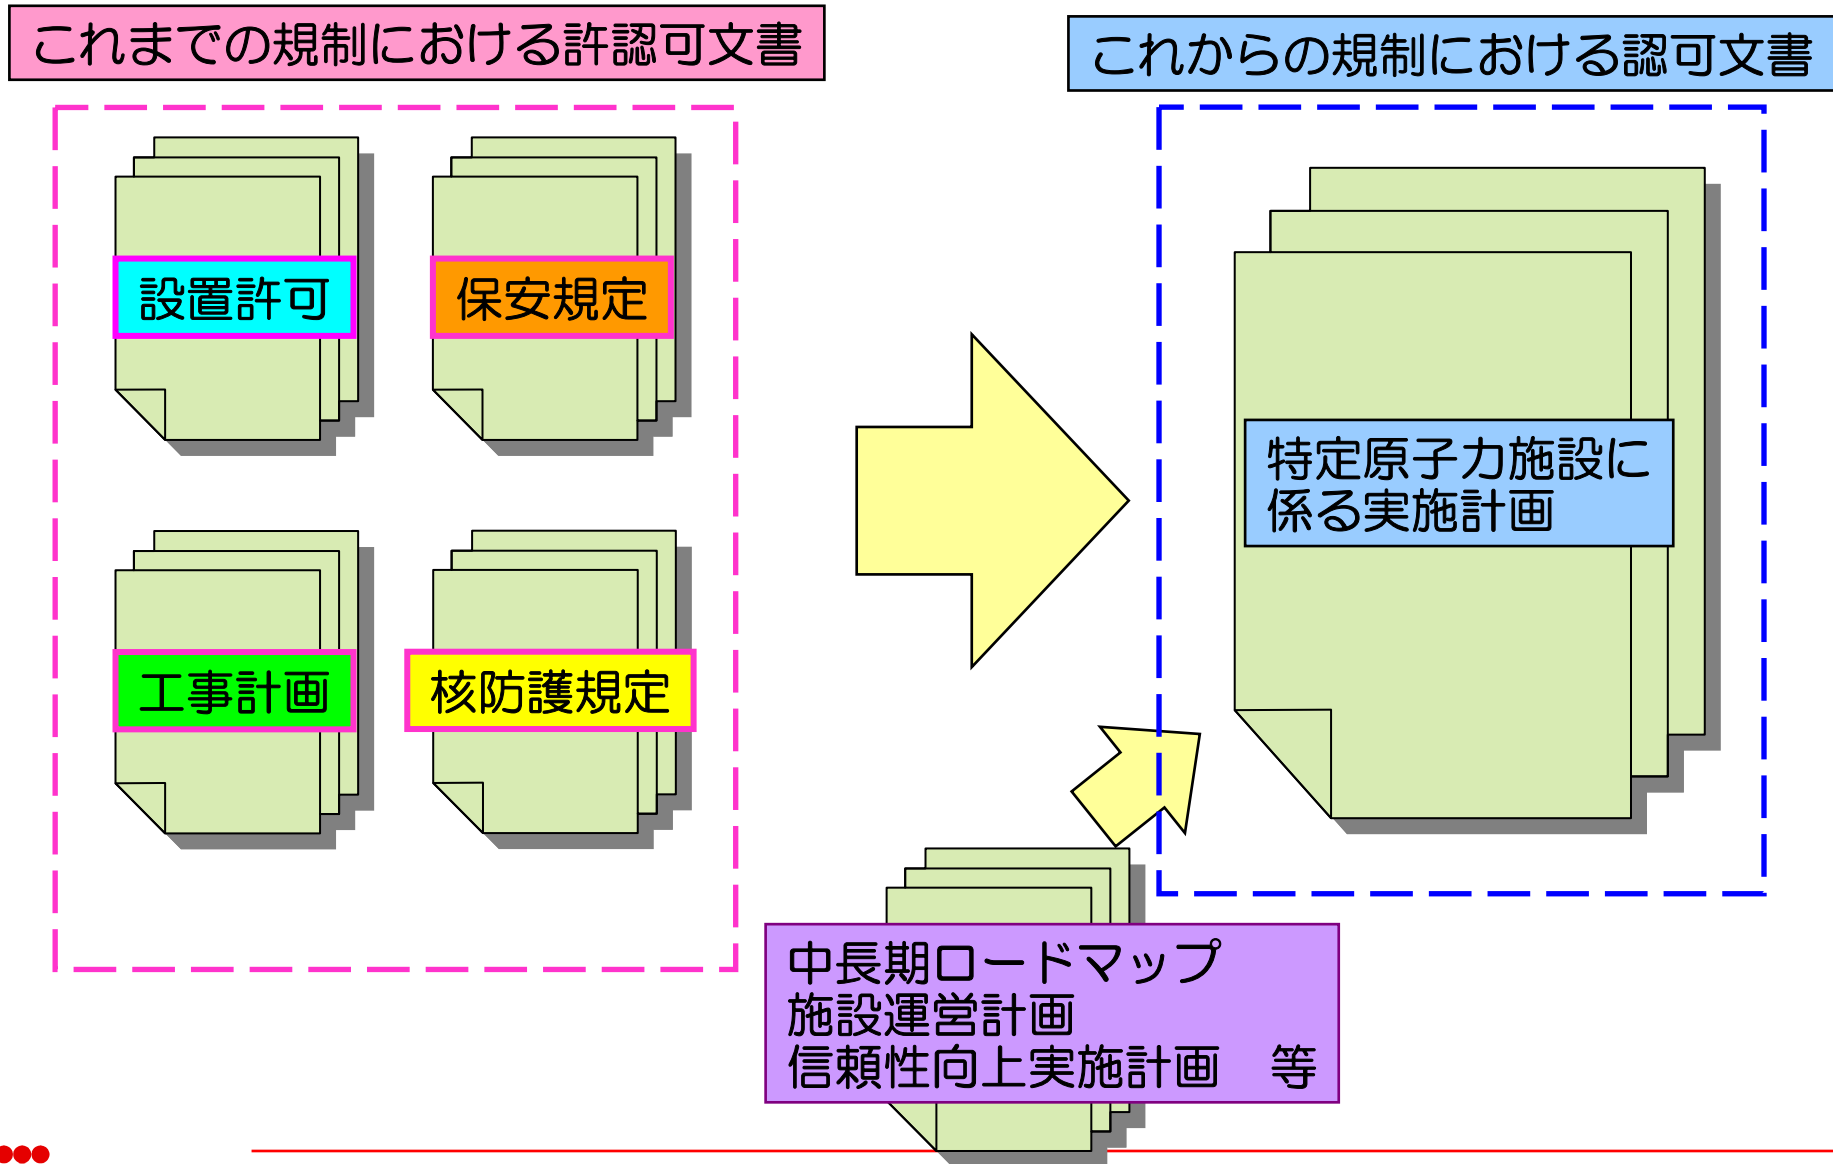 これまでの規制における許認可文書
これからの規制における認可文書
設置許可
保安規定
工事計画
核防護規定
特定原子力施設に
係る実施計画
中長期ロードマップ
施設運営計画
信頼性向上実施計画　等